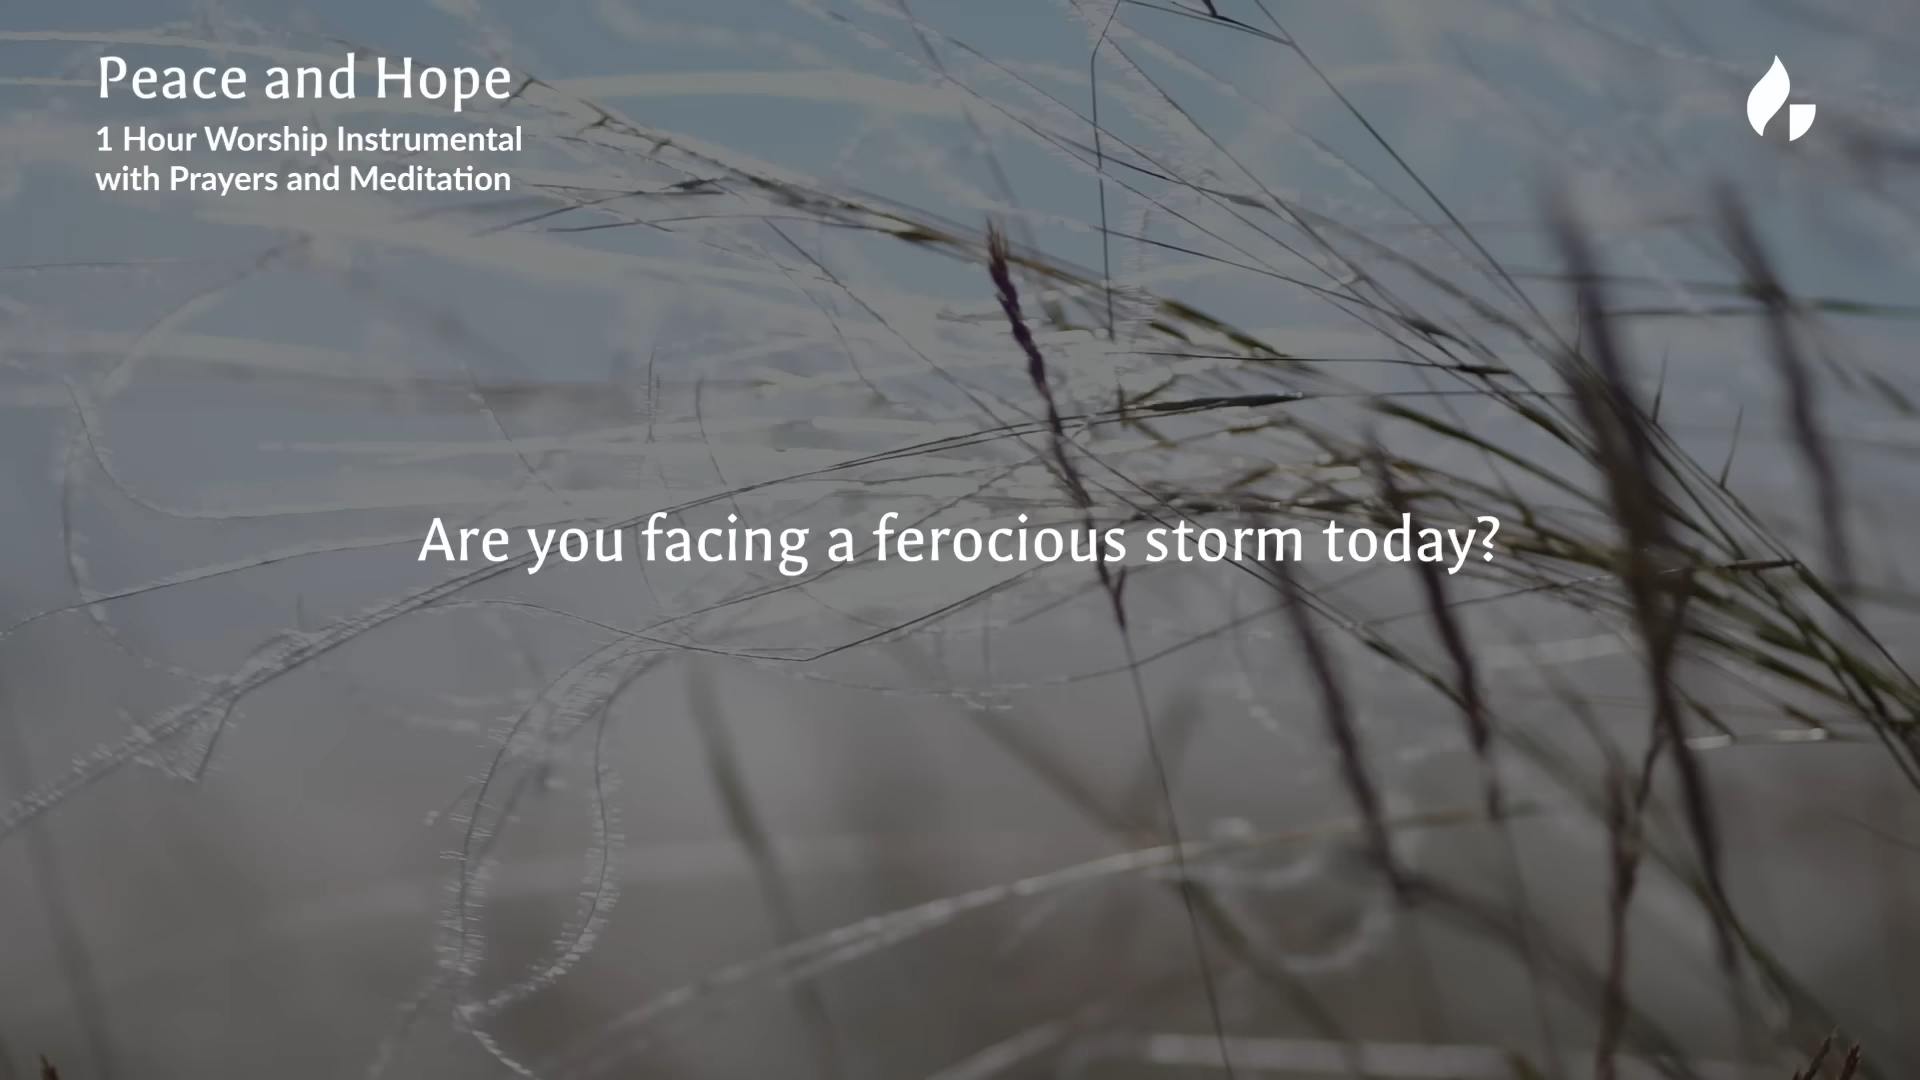 Peace and Hope
1 Hour Worship Instrumental
with Prayers and Meditation
Are you facing a ferocious storm today?